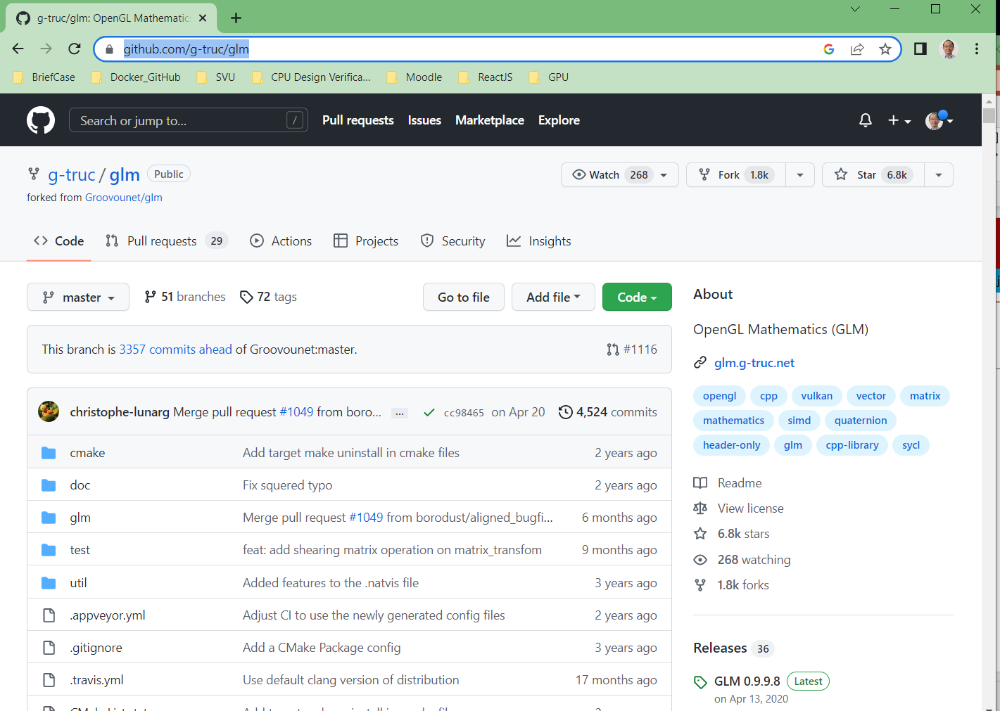 g-truc/glm: OpenGL Mathematics
github.com/g-truc/glm
BriefCase Docker_GitHub SVU CPU Design Verifica... Moodle ReactJS GPU
Search or jump to... / Pull requests Issues Marketplace Explore
g-truc / glm Public Watch 268 Fork 1.8k Star 6.8k
forked from Groovounet/glm
Code Pull requests 29 Actions Projects Security Insights
master 51 branches 72 tags Go to file Add file Code
This branch is 3357 commits ahead of Groovounet:master. #1116
christophe-lunarg Merge pull request #1049 from boro... ... cc98465 on Apr 20 4,524 commits
cmake Add target make uninstall in cmake files 2 years ago
doc Fix squered typo 2 years ago
glm Merge pull request #1049 from borodust/aligned_bugfi... 6 months ago
test feat: add shearing matrix operation on matrix_transfom 9 months ago
util Added features to the .natvis file 3 years ago
.appveyor.yml Adjust CI to use the newly generated config files 2 years ago
.gitignore Add a CMake Package config 3 years ago
.travis.yml Use default clang version of distribution 17 months ago
About
OpenGL Mathematics (GLM)
glm.g-truc.net
opengl cpp vulkan vector matrix
mathematics simd quaternion
header-only glm cpp-library sycl
Readme
View license
6.8k stars
268 watching
1.8k forks
Releases 36
GLM 0.9.9.8 Latest
on Apr 13, 2020